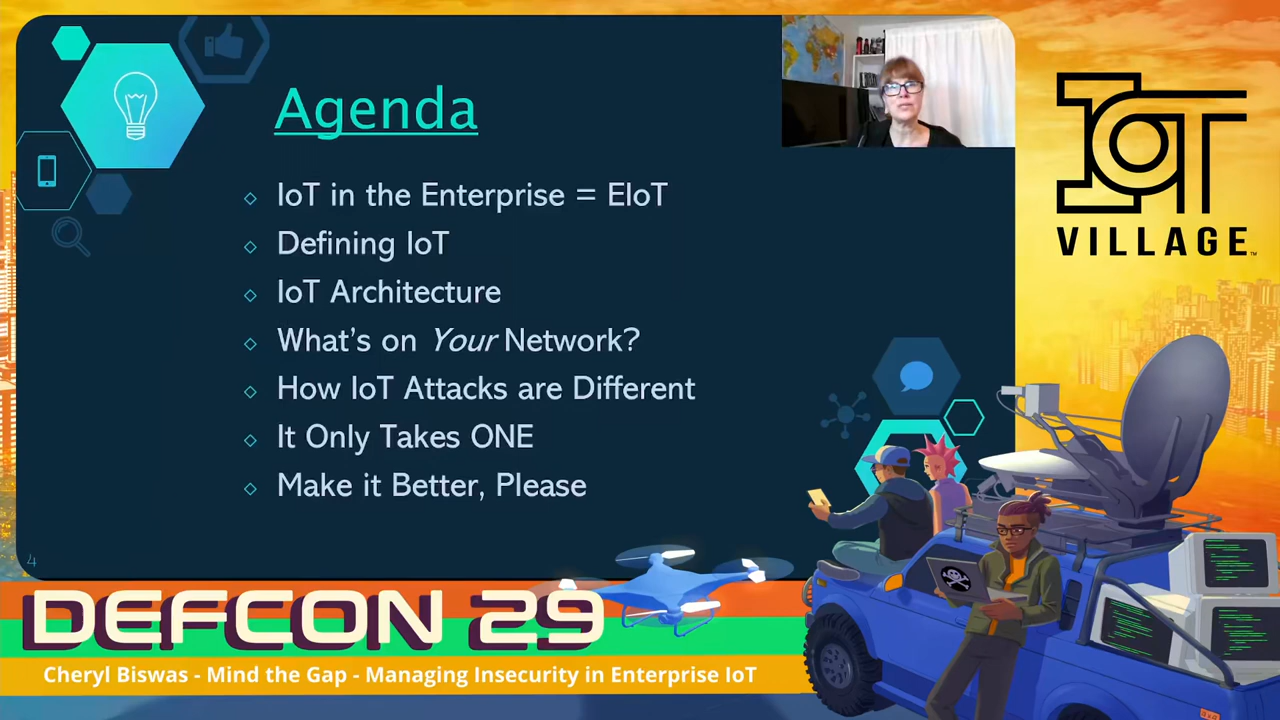 Agenda
IoT in the Enterprise = EIoT
Defining IoT
IoT Architecture
What's on Your Network?
How IoT Attacks are Different
It Only Takes ONE
Make it Better, Please
4
IOT
VILLAGE™
DEFCON 29
Cheryl Biswas - Mind the Gap - Managing Insecurity in Enterprise IoT